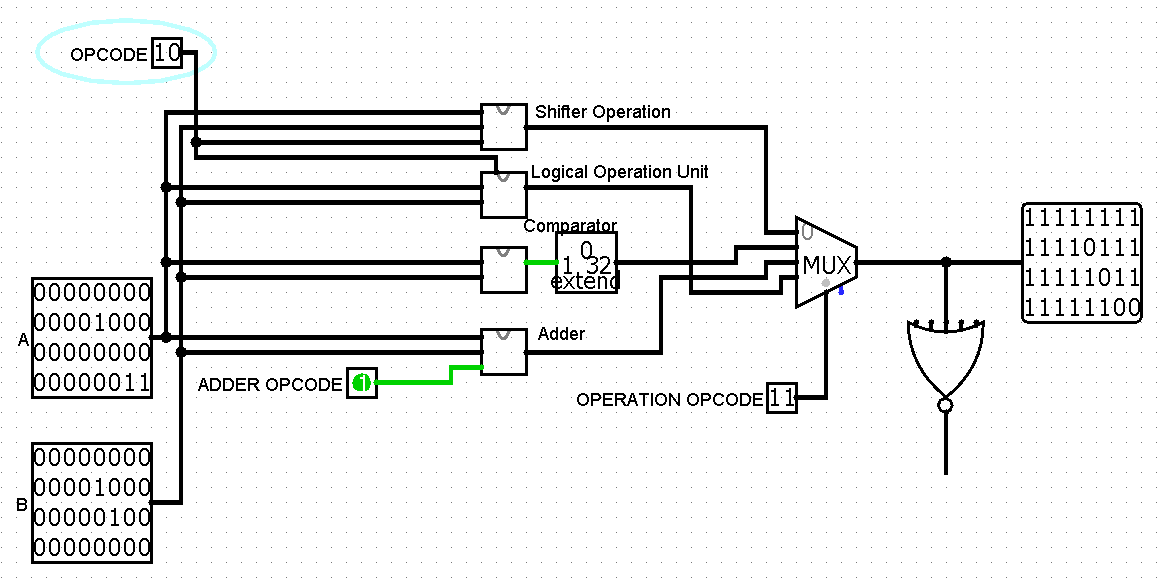 OPCODE 10
Shifter Operation
Logical Operation Unit
Comparator
0
1 32
extend
0
MUX
11111111
11110111
11111011
11111100
A
00000000
00001000
00000000
00000011
Adder
ADDER OPCODE 1
OPERATION OPCODE 11
B
00000000
00001000
00000100
00000000